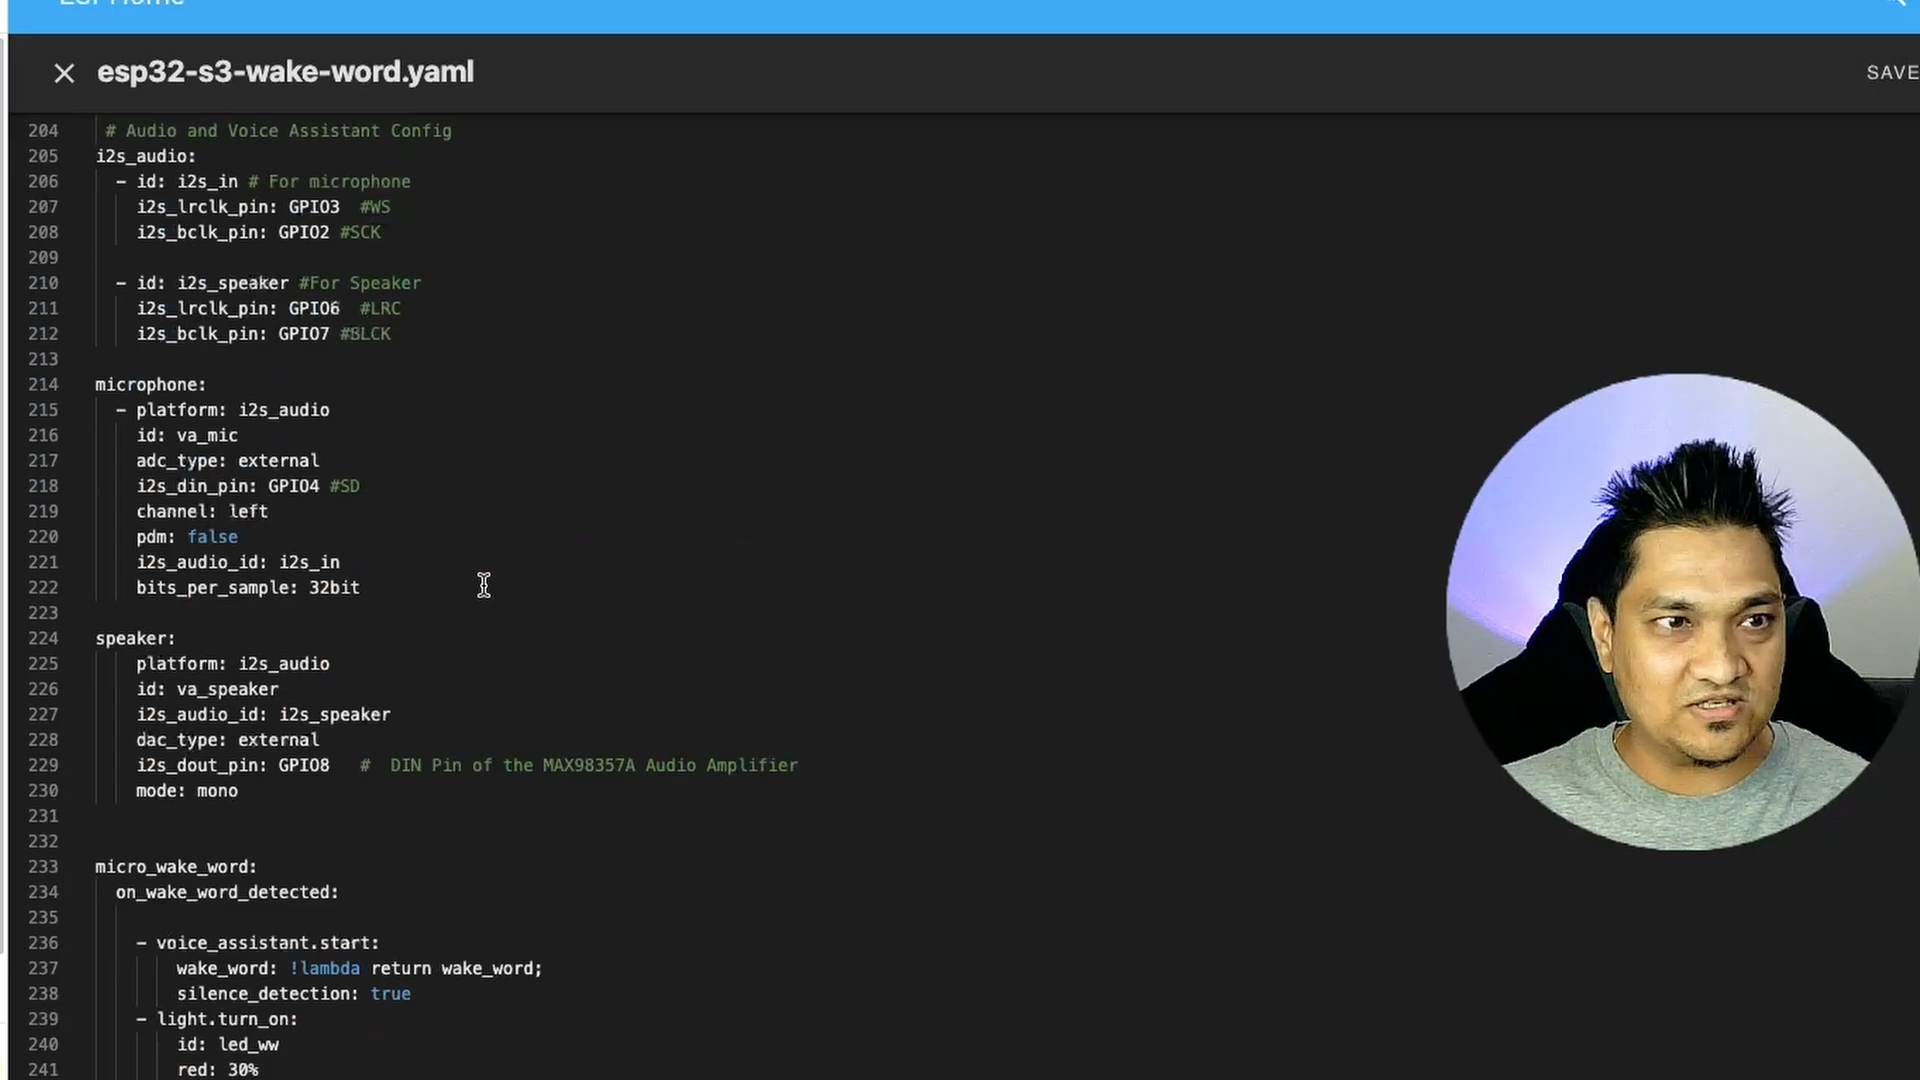 esp32-s3-wake-word.yaml
SAVE
204 # Audio and Voice Assistant Config
205 i2s_audio:
206 - id: i2s_in # For microphone
207 i2s_lrclk_pin: GPIO3 #WS
208 i2s_bclk_pin: GPIO2 #SCK
209
210 - id: i2s_speaker #For Speaker
211 i2s_lrclk_pin: GPIO6 #LRC
212 i2s_bclk_pin: GPIO7 #BLCK
213
214 microphone:
215 - platform: i2s_audio
216 id: va_mic
217 adc_type: external
218 i2s_din_pin: GPIO4 #SD
219 channel: left
220 pdm: false
221 i2s_audio_id: i2s_in
222 bits_per_sample: 32bit
223
224 speaker:
225 platform: i2s_audio
226 id: va_speaker
227 i2s_audio_id: i2s_speaker
228 dac_type: external
229 i2s_dout_pin: GPIO8 # DIN Pin of the MAX98357A Audio Amplifier
230 mode: mono
231
232
233 micro_wake_word:
234 on_wake_word_detected:
235
236 - voice_assistant.start:
237 wake_word: !lambda return wake_word;
238 silence_detection: true
239 - light.turn_on:
240 id: led_ww
241 red: 30%